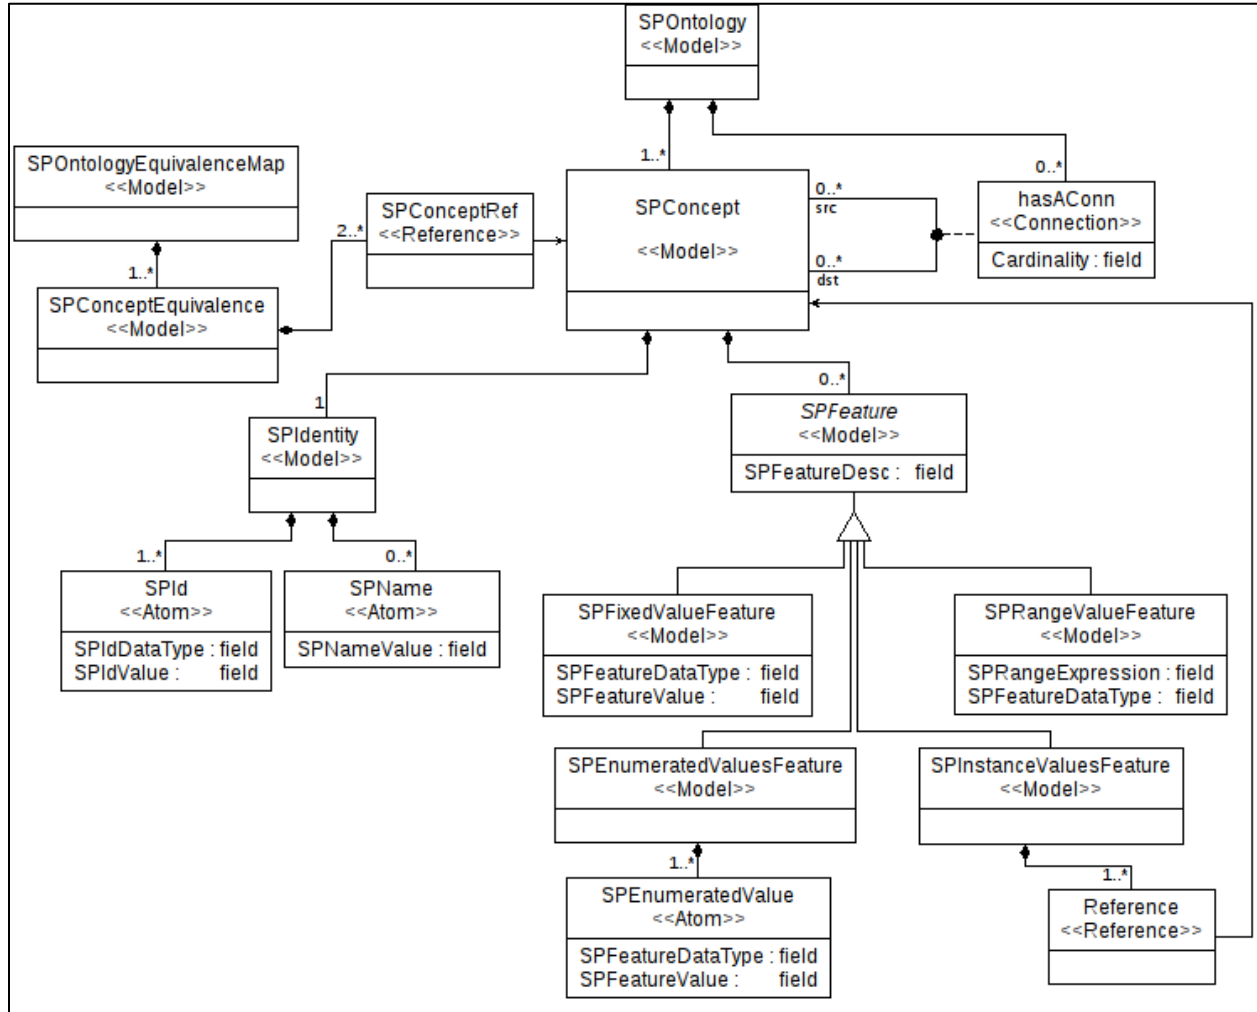 SPOntology
<<Model>>
1..*
0..*
SPOntologyEquivalenceMap
<<Model>>
1..*
SPConceptRef
<<Reference>>
2..*
SPConcept
<<Model>>
0..*
src
0..*
dst
hasAConn
<<Connection>>
Cardinality : field
SPConceptEquivalence
<<Model>>
1
0..*
SPIdentity
<<Model>>
SPFeature
<<Model>>
SPFeatureDesc : field
1..*
0..*
SPId
<<Atom>>
SPIdDataType : field
SPIdValue : field
SPName
<<Atom>>
SPNameValue : field
SPFixedValueFeature
<<Model>>
SPFeatureDataType : field
SPFeatureValue : field
SPRangeValueFeature
<<Model>>
SPRangeExpression : field
SPFeatureDataType : field
SPEnumeratedValuesFeature
<<Model>>
SPInstanceValuesFeature
<<Model>>
1..*
1..*
SPEnumeratedValue
<<Atom>>
SPFeatureDataType : field
SPFeatureValue : field
Reference
<<Reference>>